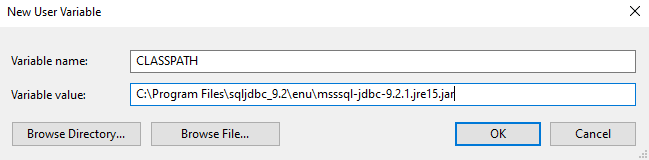 New User Variable
Variable name: CLASSPATH
Variable value: C:\Program Files\sqljdbc_9.2\enu\msssql-jdbc-9.2.1.jre15.jar
Browse Directory... Browse File... OK Cancel